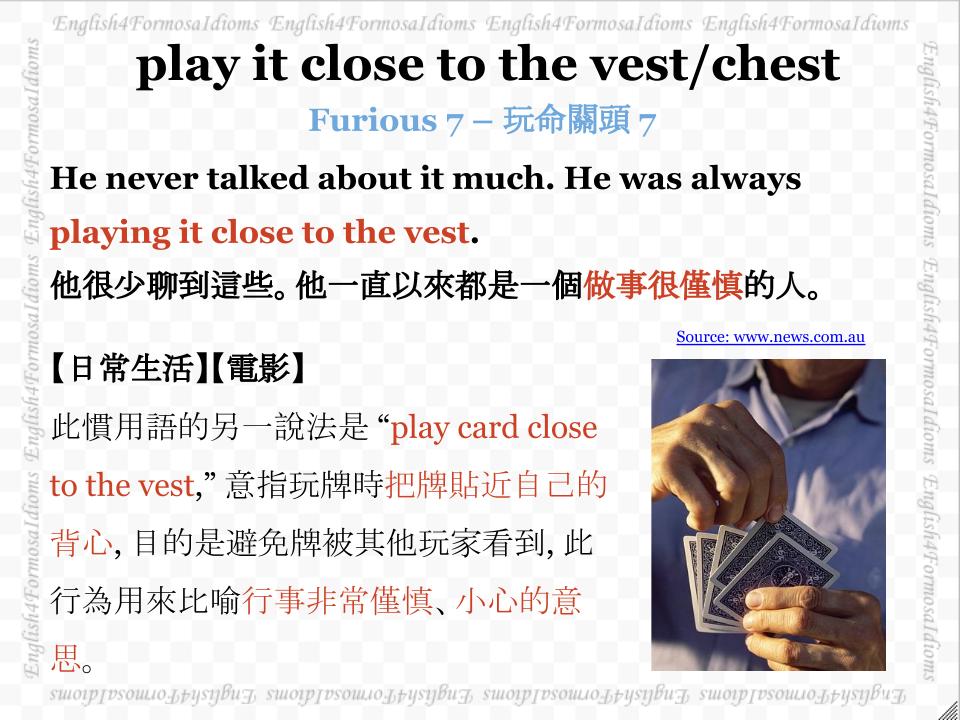 English4FormosaIdioms English4FormosaIdioms English4FormosaIdioms English4FormosaIdioms
play it close to the vest/chest
Furious 7 – 玩命關頭 7
He never talked about it much. He was always
playing it close to the vest.
他很少聊到這些。他一直以來都是一個做事很僅慎的人。
Source: www.news.com.au
【日常生活】【電影】
此慣用語的另一說法是 “play card close
to the vest,” 意指玩牌時把牌貼近自己的
背心, 目的是避免牌被其他玩家看到, 此
行為用來比喻行事非常僅慎、小心的意
思。
English4FormosaIdioms English4FormosaIdioms English4FormosaIdioms
English4FormosaIdioms English4FormosaIdioms English4FormosaIdioms
English4FormosaIdioms English4FormosaIdioms English4FormosaIdioms English4FormosaIdioms